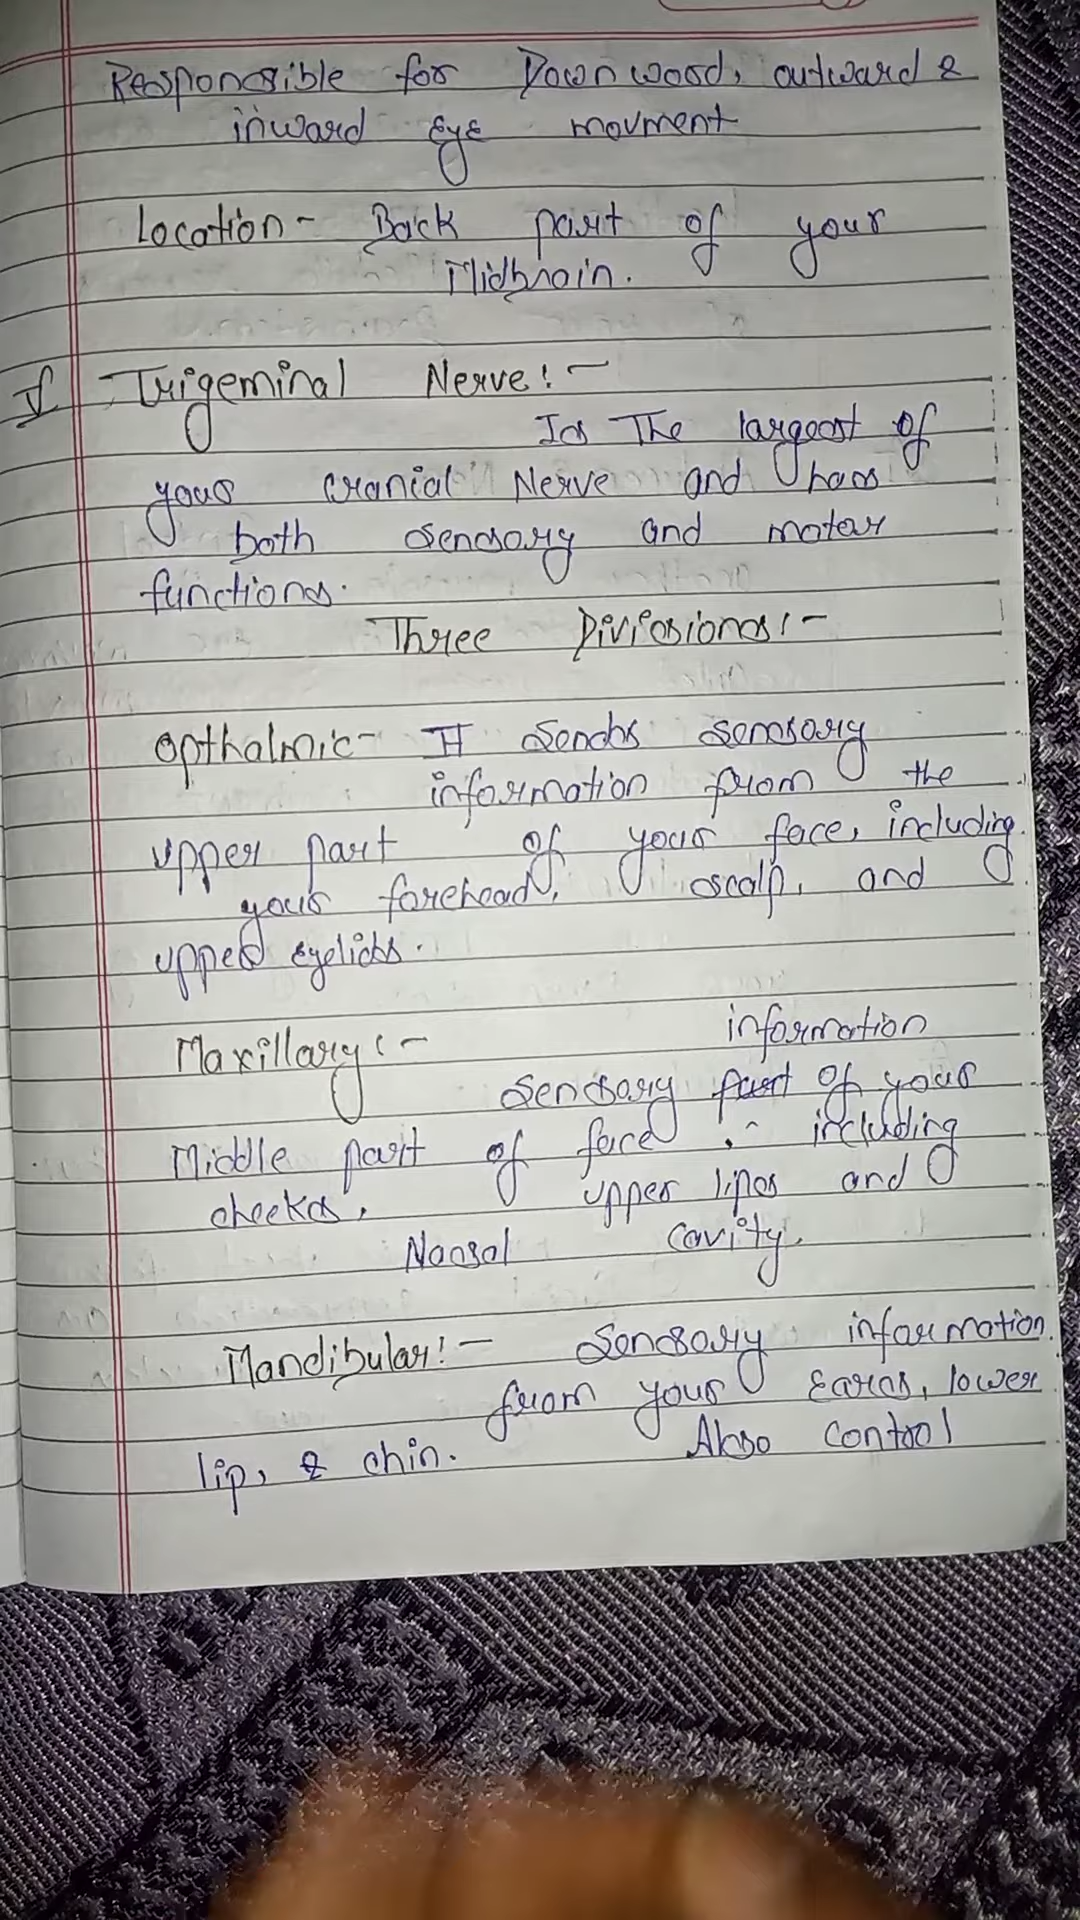 Responsible for Downwood, outward &
inward eye movment
Location - Back part of your
Midbrain.
V Trigeminal Nerve:-
Is The largest of
your cranial Nerve and has
both sensory and motor
functions.
Three Divisions:-
Opthalmic - It sends sensory
information from the
upper part of your face, including
your forehead, scalp, and
upper eyelids.
Maxillary:- information
sensory part of your
Middle part of face including
cheeks, upper lips and
Nasal cavity.
Mandibular:- Sensory information
from your Ears, lower
lip, & chin. Also control